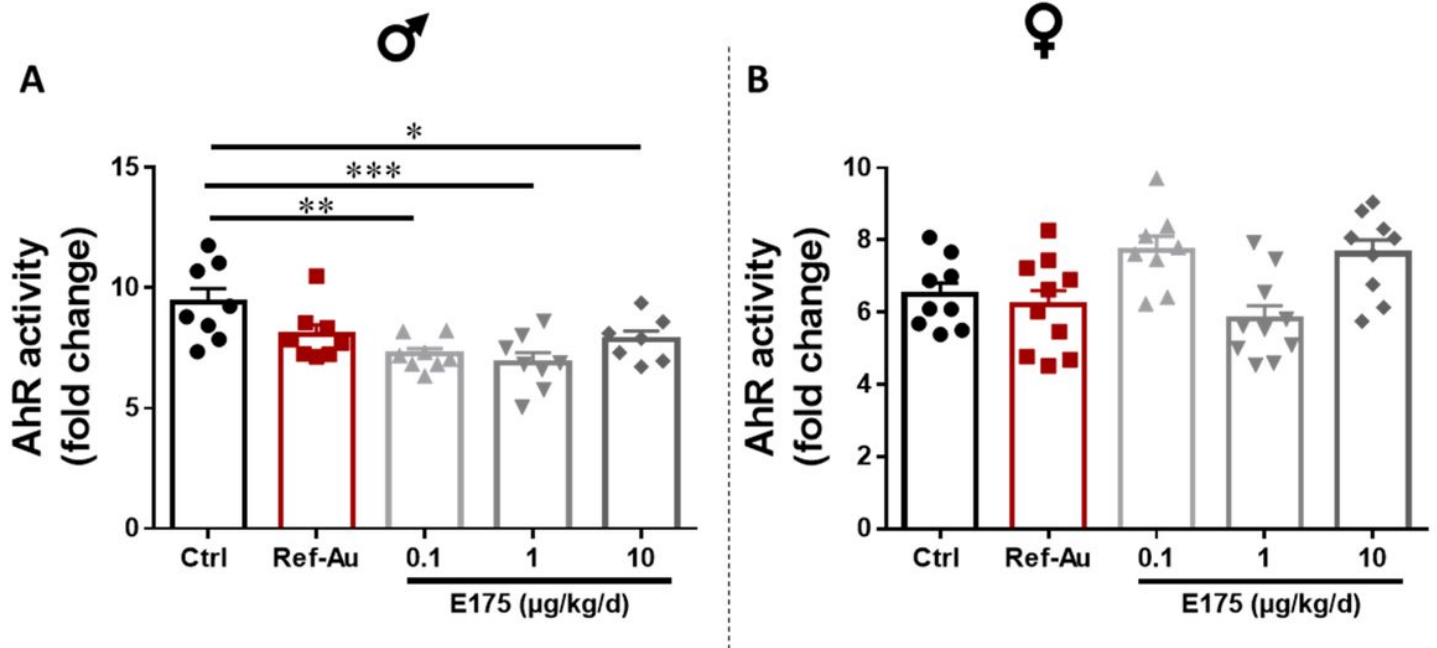 ♂
♀
A
B
*
***
**
AhR activity
(fold change)
15
10
5
0
Ctrl
Ref-Au
0.1
1
10
E175 (µg/kg/d)
AhR activity
(fold change)
10
8
6
4
2
0
Ctrl
Ref-Au
0.1
1
10
E175 (µg/kg/d)